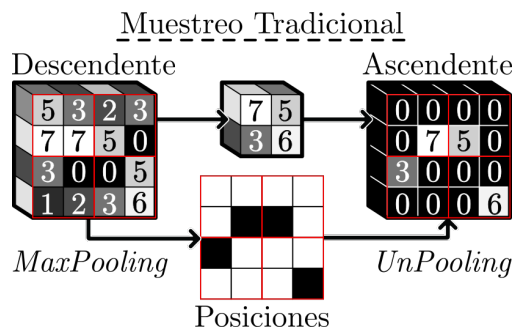 Muestreo Tradicional
Descendente
Ascendente
5 3 2 3
7 7 5 0
3 0 0 5
1 2 3 6
7 5
3 6
0 0 0 0
0 7 5 0
3 0 0 0
0 0 0 6
MaxPooling
UnPooling
Posiciones